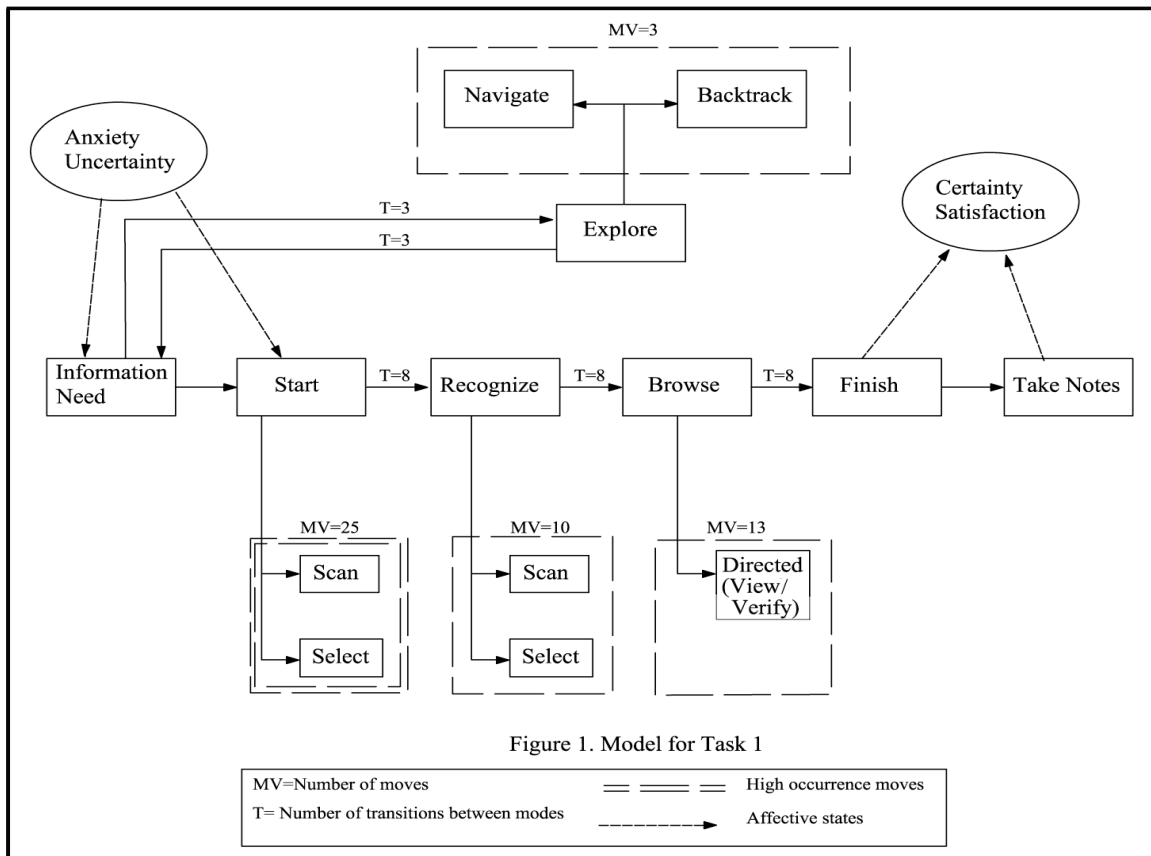 MV=3
Navigate
Backtrack
Anxiety
Uncertainty
Certainty
Satisfaction
T=3
Explore
T=3
Information
Need
Start
T=8
Recognize
T=8
Browse
T=8
Finish
Take Notes
MV=25
Scan
Select
MV=10
Scan
Select
MV=13
Directed
(View/
Verify)
Figure 1. Model for Task 1
MV=Number of moves
High occurrence moves
T= Number of transitions between modes
Affective states